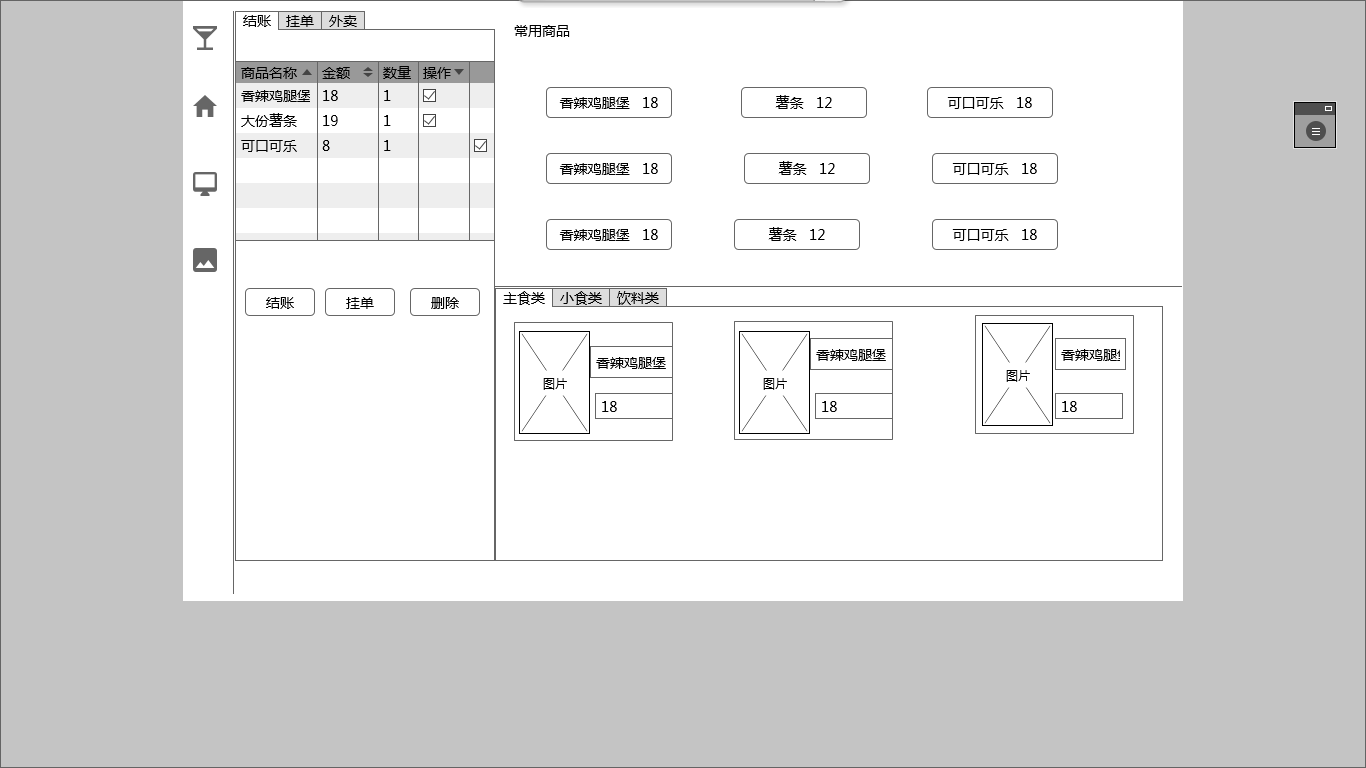 结账 挂单 外卖
商品名称 金额 数量 操作
香辣鸡腿堡 18 1
大份薯条 19 1
可口可乐 8 1
结账 挂单 删除
常用商品
香辣鸡腿堡 18 薯条 12 可口可乐 18
香辣鸡腿堡 18 薯条 12 可口可乐 18
香辣鸡腿堡 18 薯条 12 可口可乐 18
主食类 小食类 饮料类
图片 香辣鸡腿堡 18
图片 香辣鸡腿堡 18
图片 香辣鸡腿 18